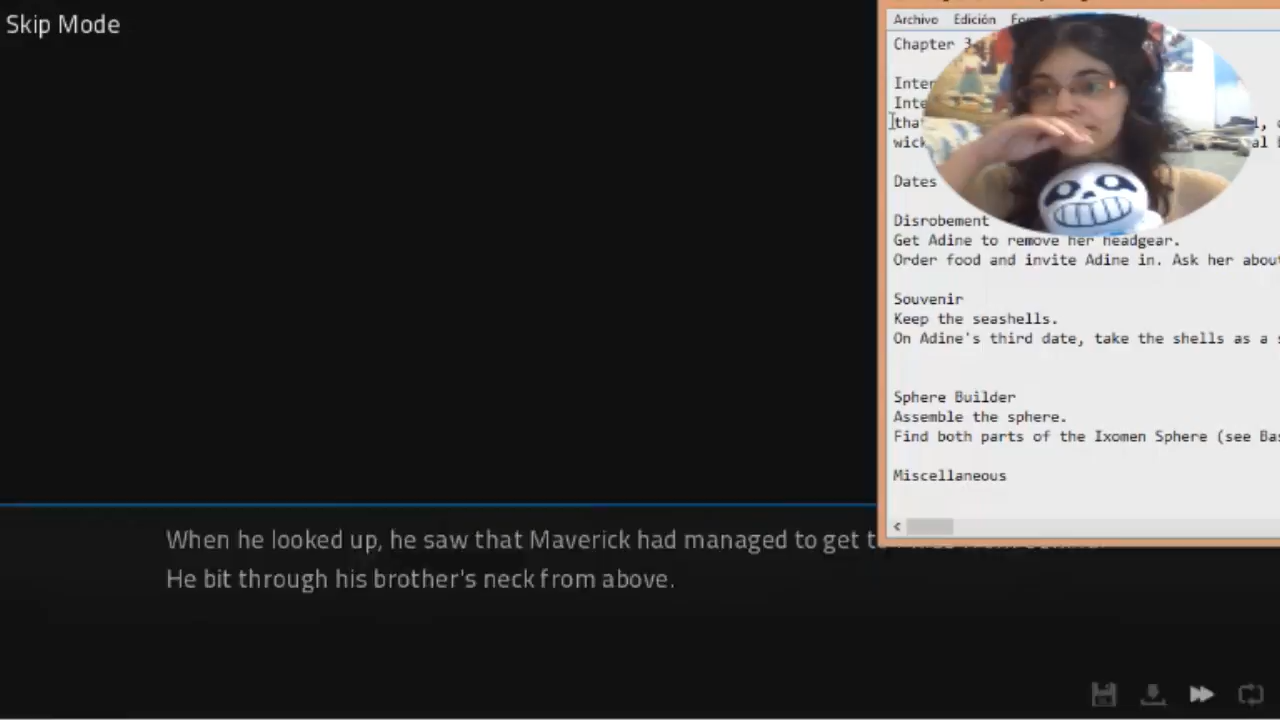 Skip Mode
Archivo Edición
Chapter 3
Dates
Disrobement
Get Adine to remove her headgear.
Order food and invite Adine in. Ask her about
Souvenir
Keep the seashells.
On Adine's third date, take the shells as a s
Sphere Builder
Assemble the sphere.
Find both parts of the Ixomen Sphere (see Bas
Miscellaneous
When he looked up, he saw that Maverick had managed to get
He bit through his brother's neck from above.